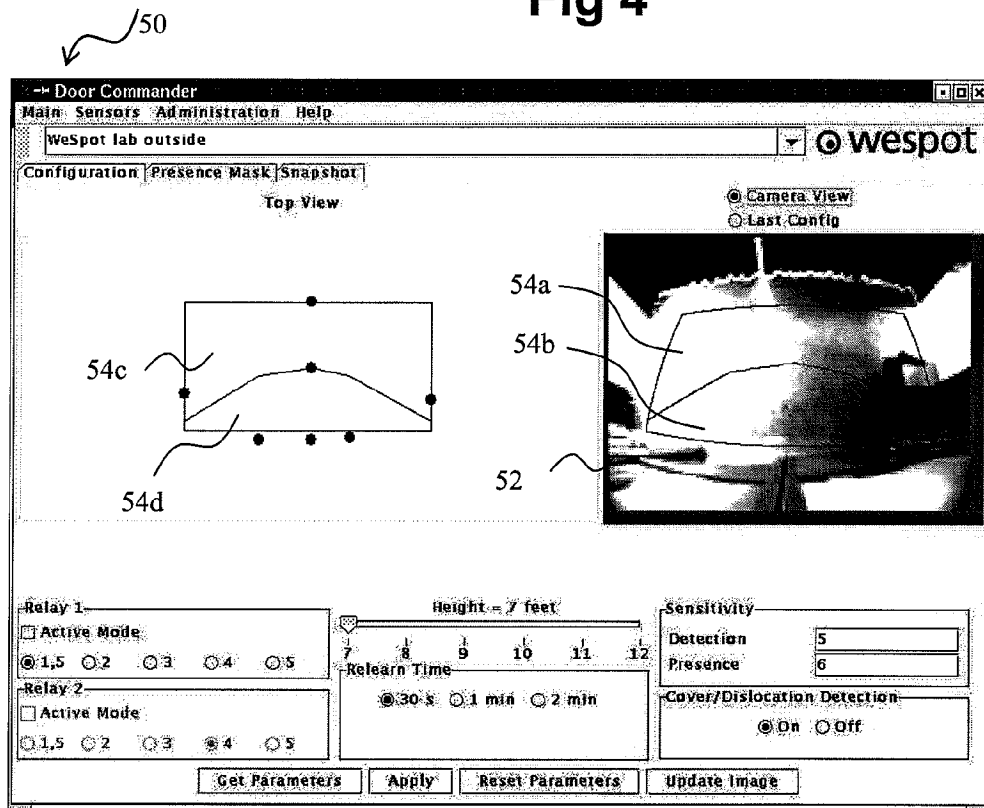 Fig 4
50
Door Commander
Main Sensors Administration Help
WeSpot lab outside
wespot
Configuration Presence Mask Snapshot
Top View
Camera View
Last Config
54a
54b
54c
54d
52
Relay 1
Active Mode
1,5 2 3 4 5
Relay 2
Active Mode
1,5 2 3 4 5
Height = 7 feet
7 8 9 10 11 12
Relearn Time
30 s 1 min 2 min
Sensitivity
Detection 5
Presence 6
Cover/Dislocation Detection
On Off
Get Parameters Apply Reset Parameters Update Image